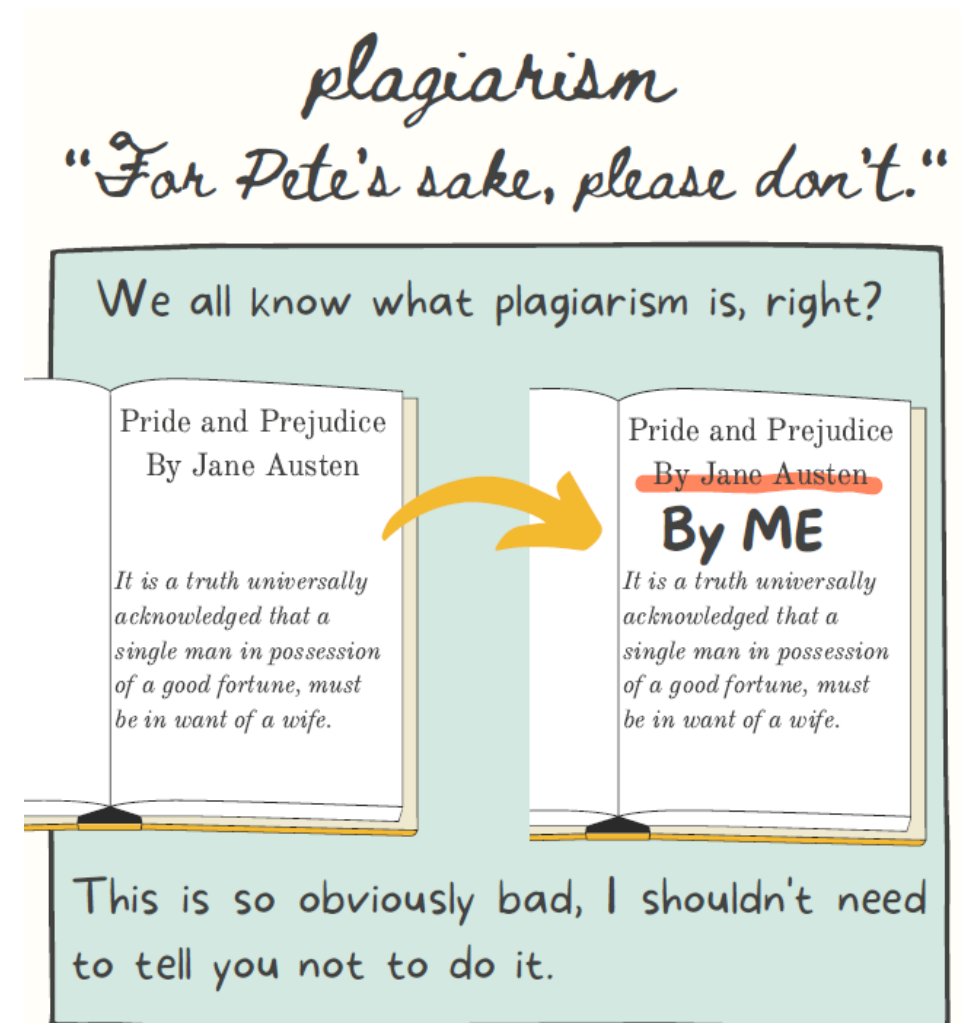 plagiarism
“For Pete's sake, please don't.“
We all know what plagiarism is, right?
Pride and Prejudice
By Jane Austen
It is a truth universally
acknowledged that a
single man in possession
of a good fortune, must
be in want of a wife.
Pride and Prejudice
By Jane Austen
By ME
It is a truth universally
acknowledged that a
single man in possession
of a good fortune, must
be in want of a wife.
This is so obviously bad, I shouldn't need
to tell you not to do it.